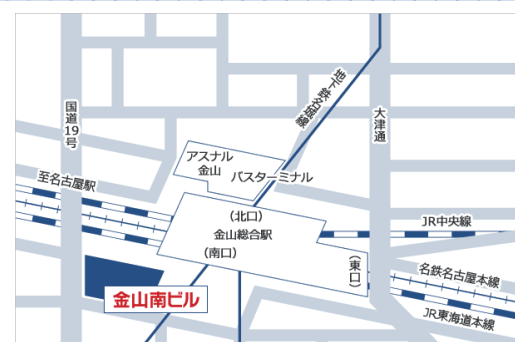 地下鉄名城線
国道19号
大津通
アスナル
金山
バスターミナル
至名古屋駅
(北口)
金山総合駅
(南口)
(東口)
JR中央線
名鉄名古屋本線
JR東海道本線
金山南ビル